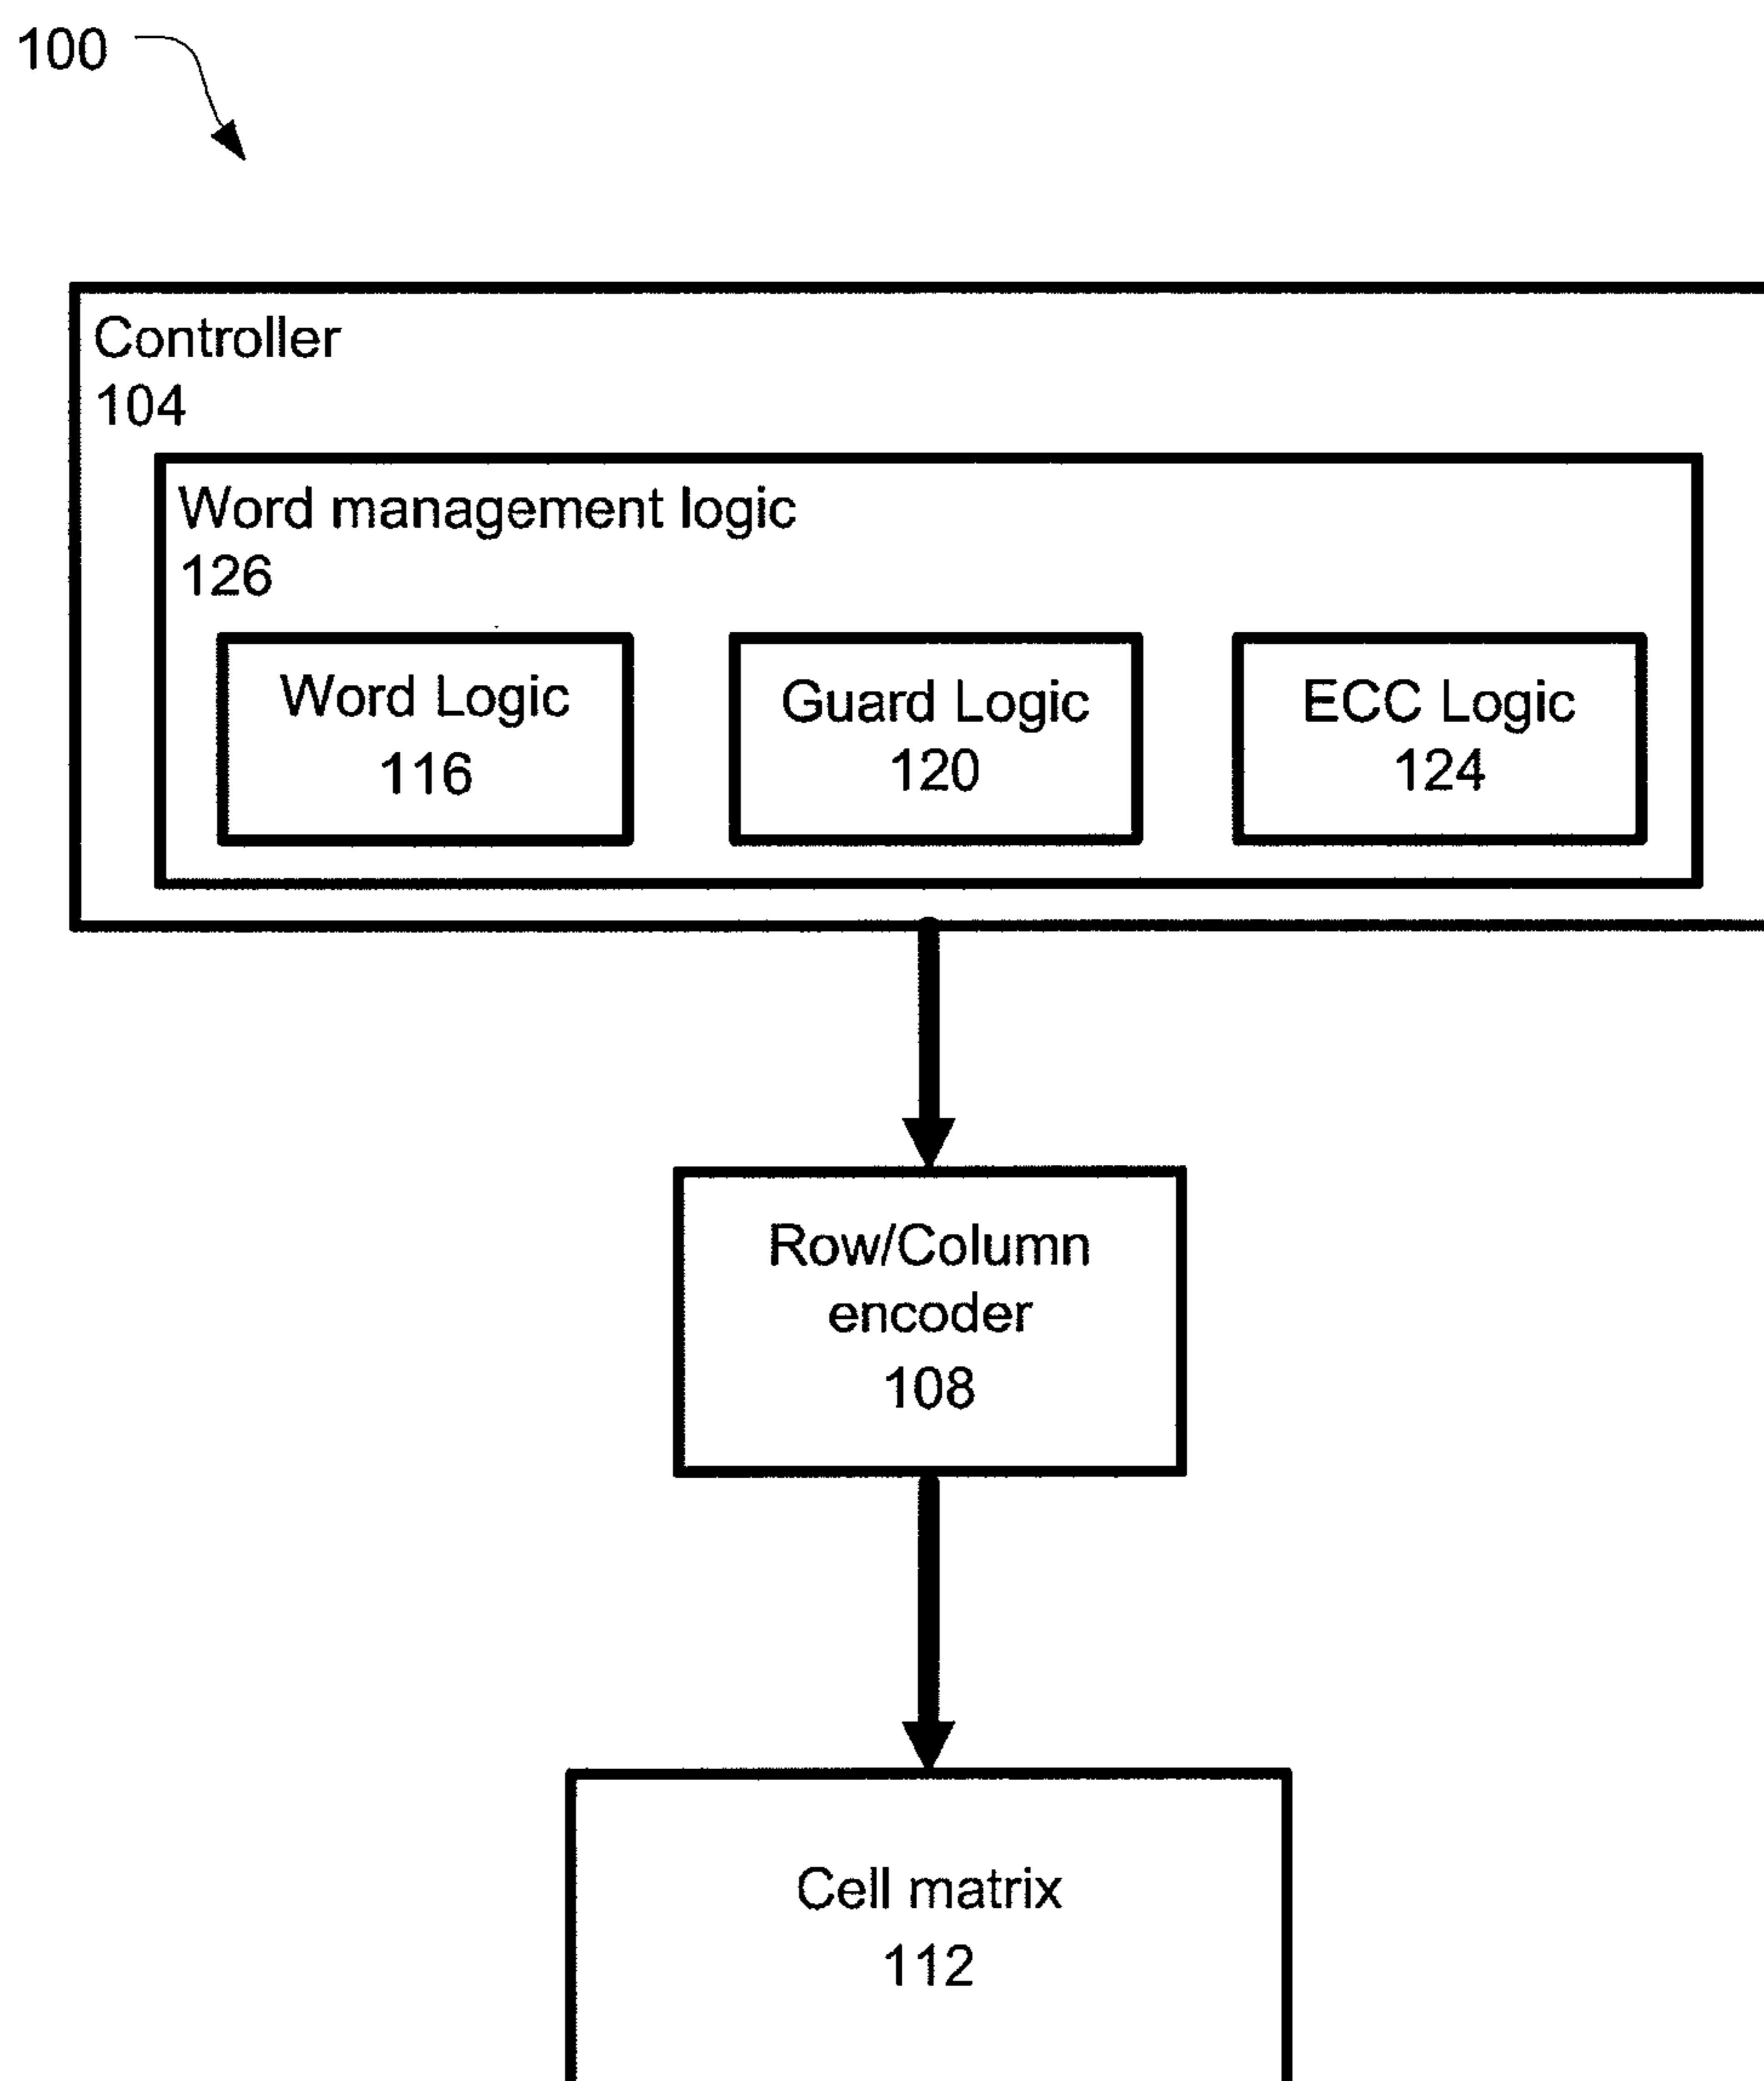 100
Controller
104
Word management logic
126
Word Logic
116
Guard Logic
120
ECC Logic
124
Row/Column
encoder
108
Cell matrix
112